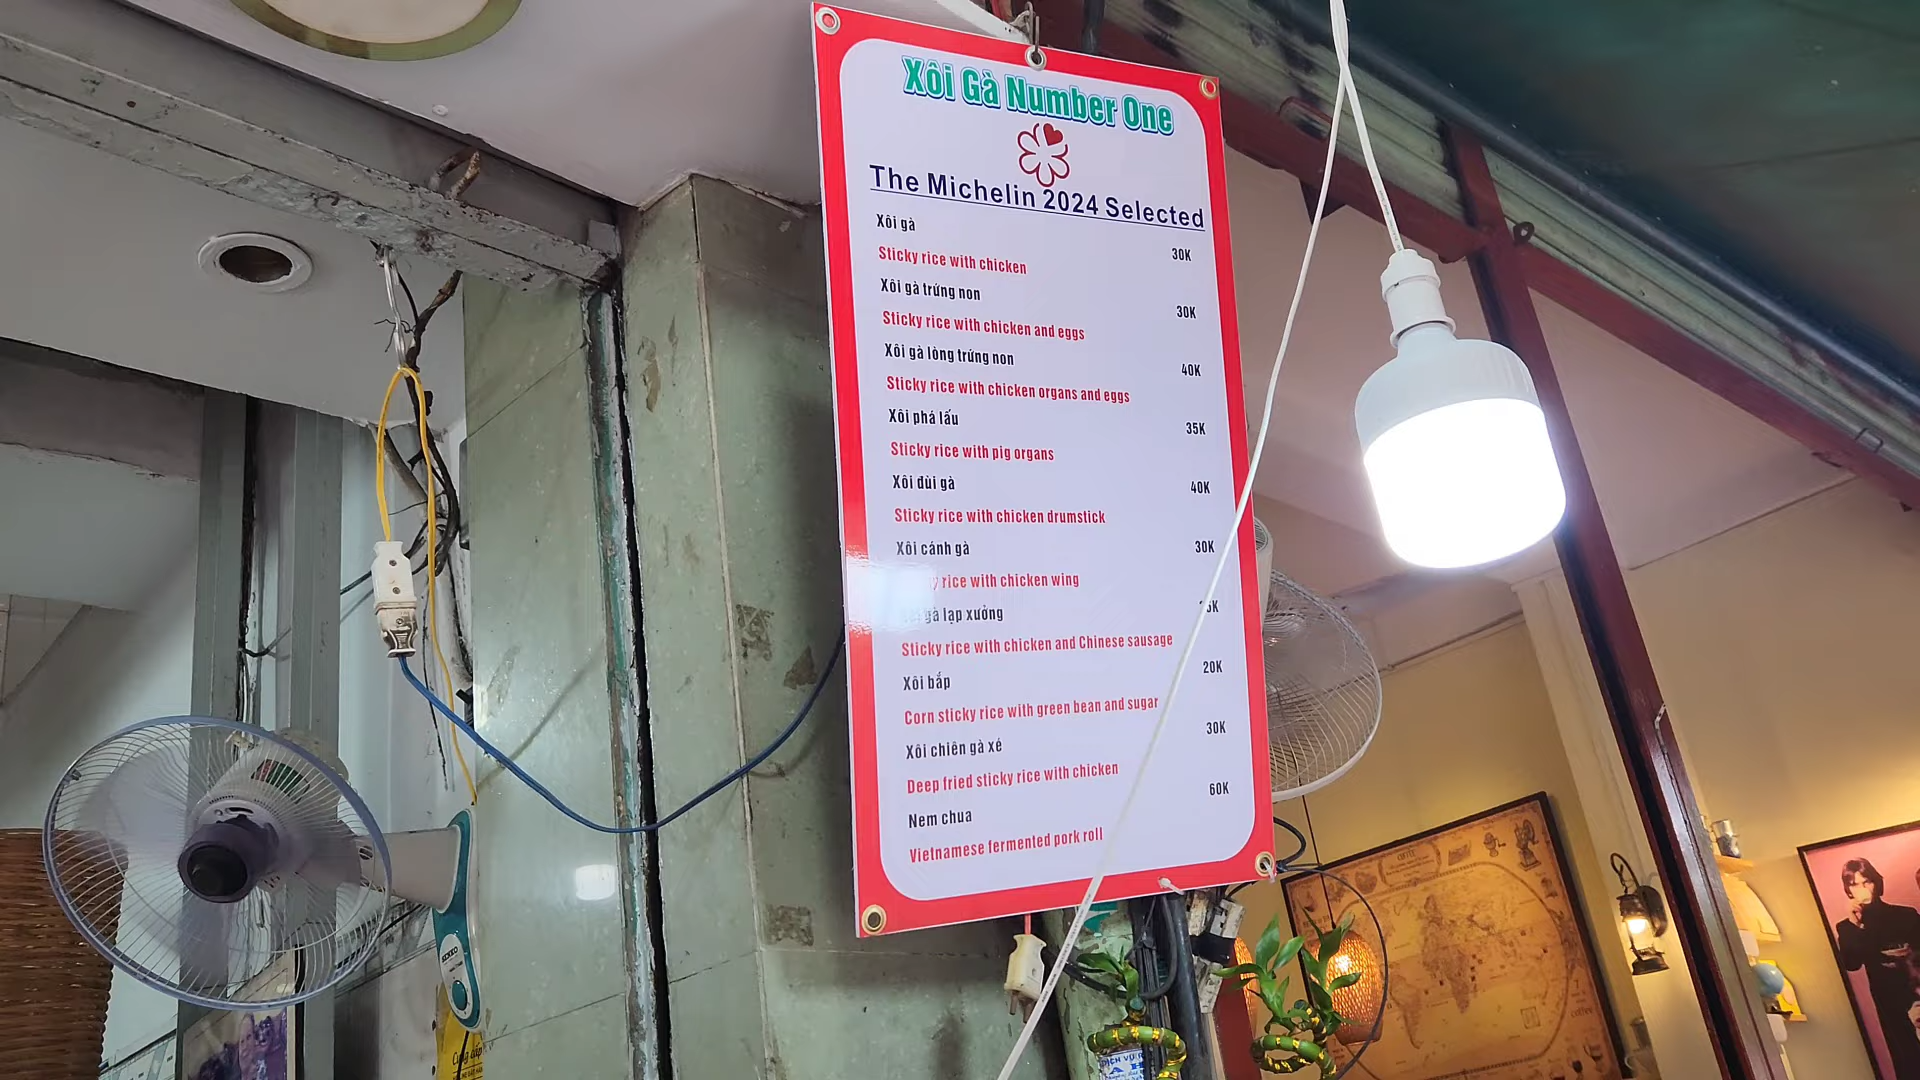 Xôi Gà Number One
The Michelin 2024 Selected
Xôi gà
30K
Sticky rice with chicken
Xôi gà trứng non
30K
Sticky rice with chicken and eggs
Xôi gà lòng trứng non
40K
Sticky rice with chicken organs and eggs
Xôi phá lấu
35K
Sticky rice with pig organs
Xôi đùi gà
40K
Sticky rice with chicken drumstick
Xôi cánh gà
30K
rice with chicken wing
gà lạp xưởng
Sticky rice with chicken and Chinese sausage
20K
Xôi bắp
Corn sticky rice with green bean and sugar
30K
Xôi chiên gà xé
Deep fried sticky rice with chicken
60K
Nem chua
Vietnamese fermented pork roll
Cung cấp
DỊCH VỤ